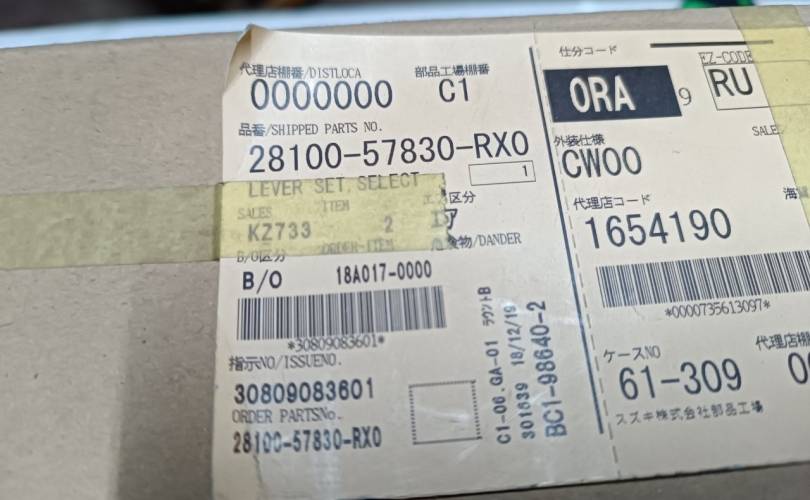 代理店棚番/DISTLOCA
0000000
部品工場棚番
C1
品番/SHIPPED PARTS NO.
28100-57830-RX0
1
LEVER SET,SELECT
SALES
ITEM
区分
KZ733
2
B/O区分
ORDER-ITEM
物/DANDER
B/O
18A017-0000
*30809083601*
指示NO/ISSUENO.
30809083601
ORDER PARTSNo.
28100-57830-RX0
C1-06.GA-01
301639 18/12/19
BC1-98640-2
仕分コード
ORA
9
EZ-CODE
RU
外装仕様
SALE
CW00
代理店コード
海
1654190
*0000735613097*
ケースNO
代理店棚
61-309
スズキ株式会社部品工場